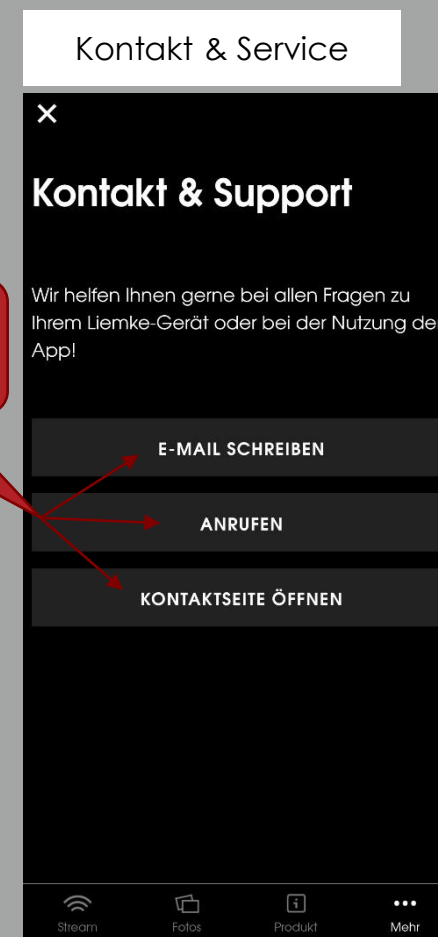 Kontakt & Service
Kontakt & Support
Wir helfen Ihnen gerne bei allen Fragen zu
Ihrem Liemke-Gerät oder bei der Nutzung de
App!
E-MAIL SCHREIBEN
ANRUFEN
KONTAKTSEITE ÖFFNEN
Stream Fotos Produkt Mehr